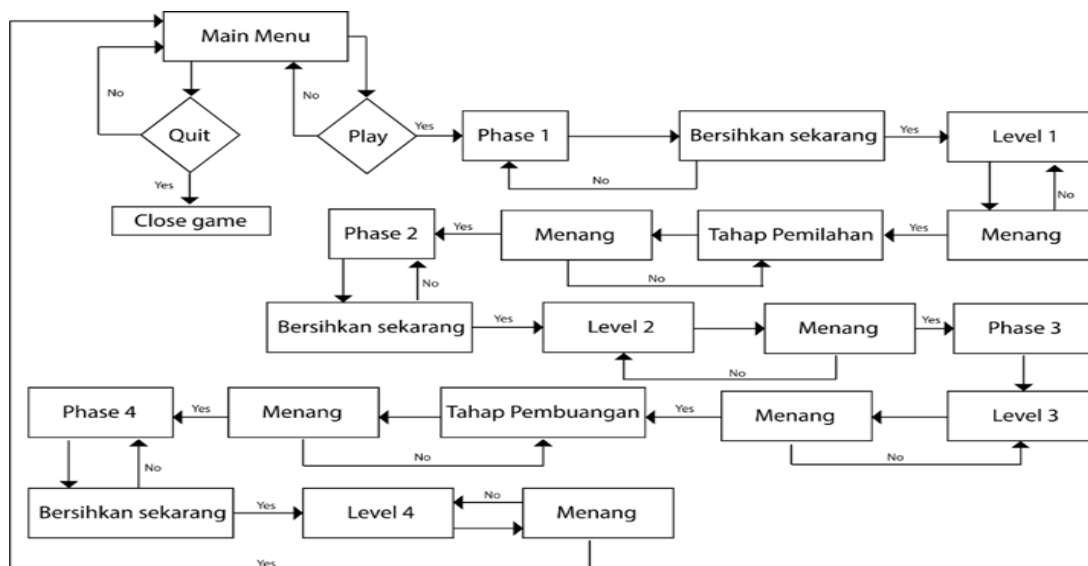 Main Menu
No
No
Quit
Play
Yes
Phase 1
Bersihkan sekarang
Yes
Level 1
No
Yes
No
Close game
Phase 2
Yes
Menang
Tahap Pemilahan
Yes
Menang
No
No
Bersihkan sekarang
Yes
Level 2
Menang
Yes
Phase 3
No
Phase 4
Yes
Menang
Tahap Pembuangan
Yes
Menang
Level 3
No
No
No
Bersihkan sekarang
Yes
Level 4
No
Menang
Yes